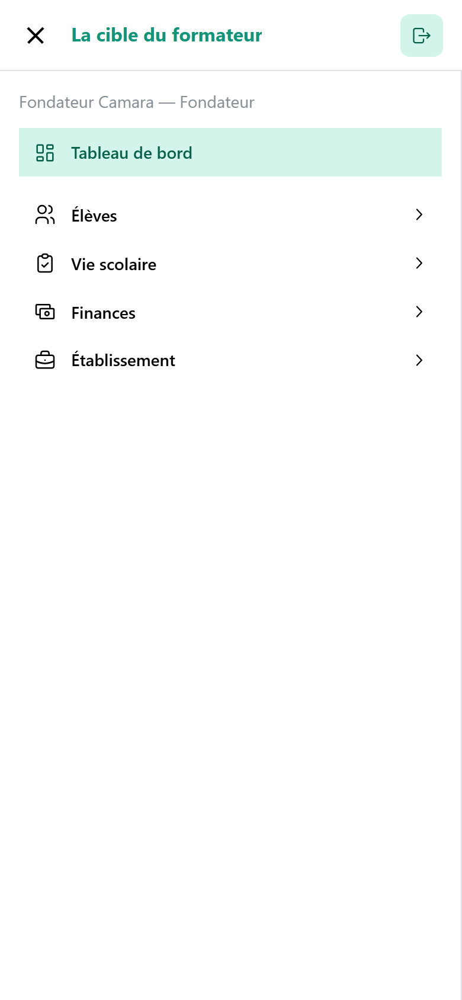 La cible du formateur
Fondateur Camara — Fondateur
Tableau de bord
Élèves
Vie scolaire
Finances
Établissement